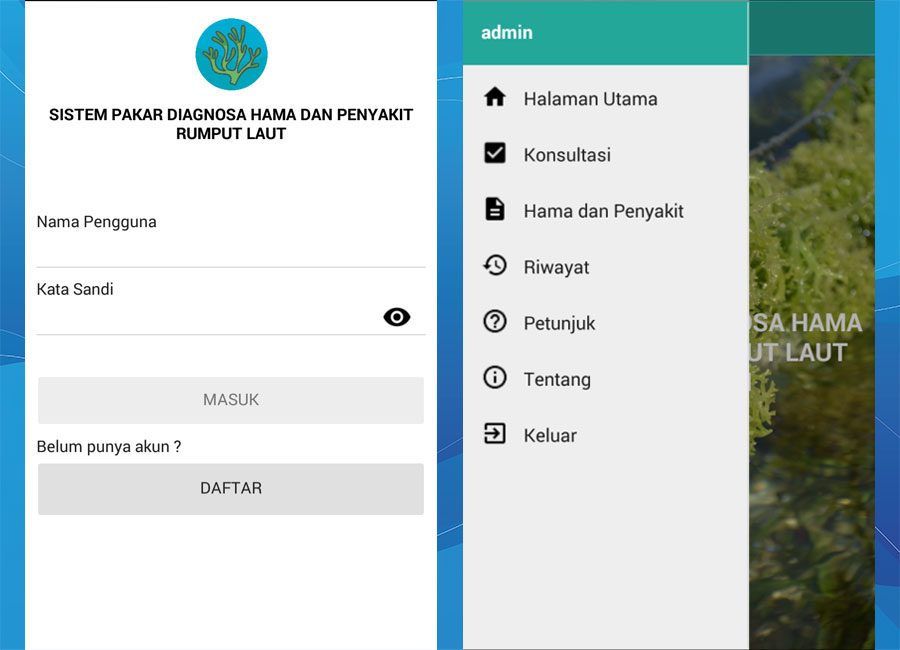 SISTEM PAKAR DIAGNOSA HAMA DAN PENYAKIT
RUMPUT LAUT
Nama Pengguna
Kata Sandi
MASUK
Belum punya akun ?
DAFTAR
admin
Halaman Utama
Konsultasi
Hama dan Penyakit
Riwayat
Petunjuk
Tentang
Keluar
SA HAMA
UT LAUT